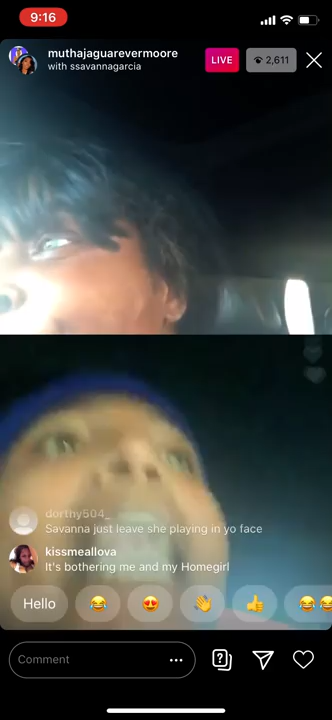 9:16
muthajaguarevermoore
with ssavannagarcia
LIVE
2,611
dorthy504_
Savanna just leave she playing in yo face
kissmeallova
It's bothering me and my Homegirl
Hello
Comment